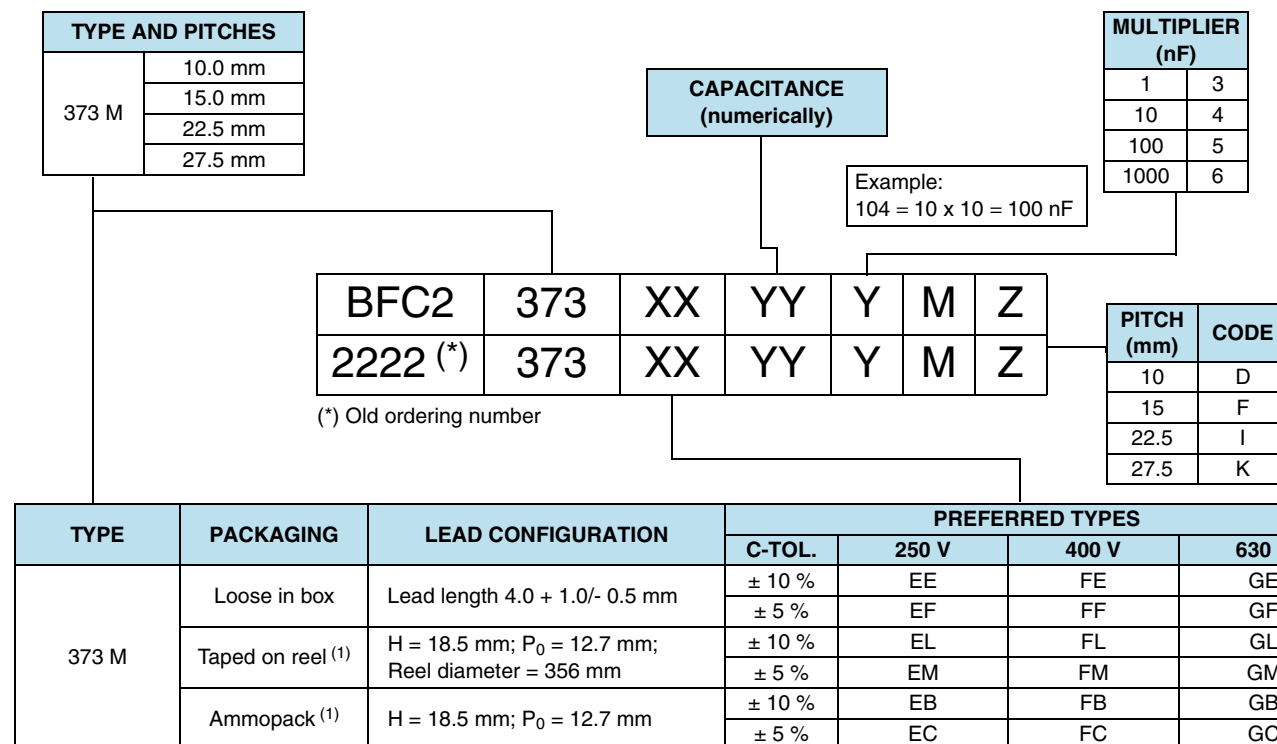 TYPE AND PITCHES
373 M
10.0 mm
15.0 mm
22.5 mm
27.5 mm
CAPACITANCE
(numerically)
MULTIPLIER
(nF)
1 3
10 4
100 5
1000 6
Example:
104 = 10 x 10 = 100 nF
BFC2 373 XX YY Y M Z
2222 (*) 373 XX YY Y M Z
(*) Old ordering number
PITCH
(mm)
CODE
10 D
15 F
22.5 I
27.5 K
TYPE PACKAGING LEAD CONFIGURATION PREFERRED TYPES
C-TOL. 250 V 400 V 630
373 M
Loose in box Lead length 4.0 + 1.0/- 0.5 mm
± 10 % EE FE GE
± 5 % EF FF GF
Taped on reel (1) H = 18.5 mm; P0 = 12.7 mm;
Reel diameter = 356 mm
± 10 % EL FL GL
± 5 % EM FM GM
Ammopack (1) H = 18.5 mm; P0 = 12.7 mm
± 10 % EB FB GB
± 5 % EC FC GC